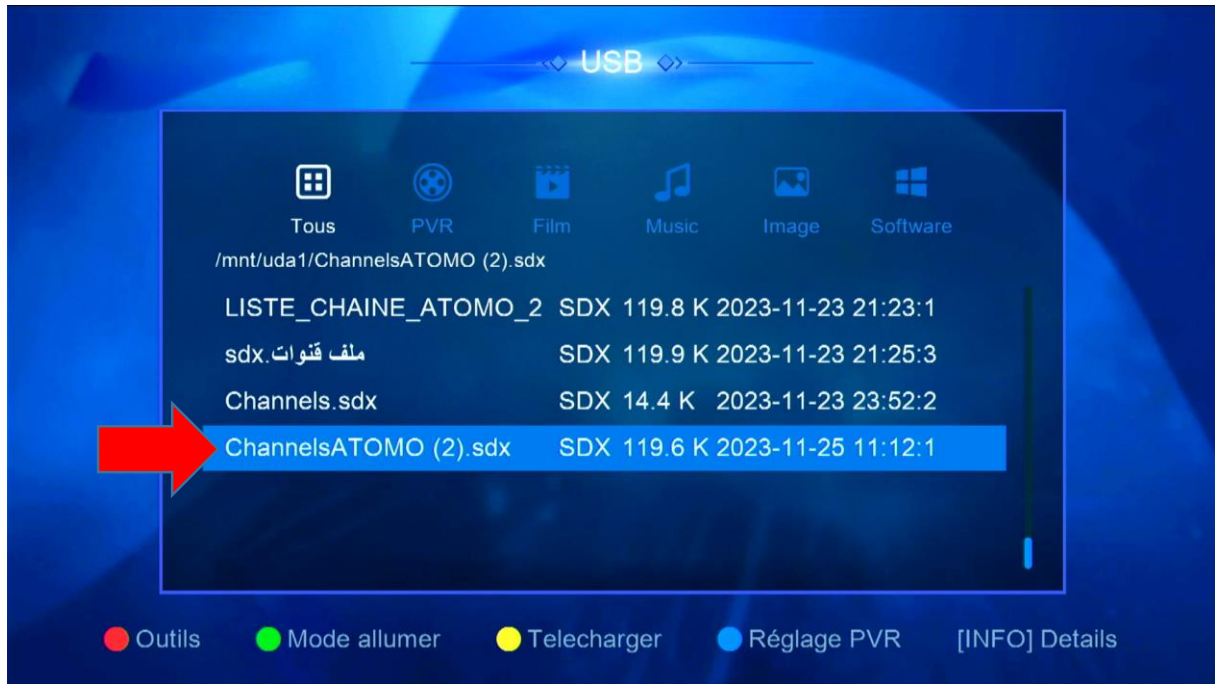 USB
Tous PVR Film Music Image Software
/mnt/uda1/ChannelsATOMO (2).sdx
LISTE_CHAINE_ATOMO_2 SDX 119.8 K 2023-11-23 21:23:1
ملف قنوات.sdx SDX 119.9 K 2023-11-23 21:25:3
Channels.sdx SDX 14.4 K 2023-11-23 23:52:2
ChannelsATOMO (2).sdx SDX 119.6 K 2023-11-25 11:12:1
Outils Mode allumer Telecharger Réglage PVR [INFO] Details